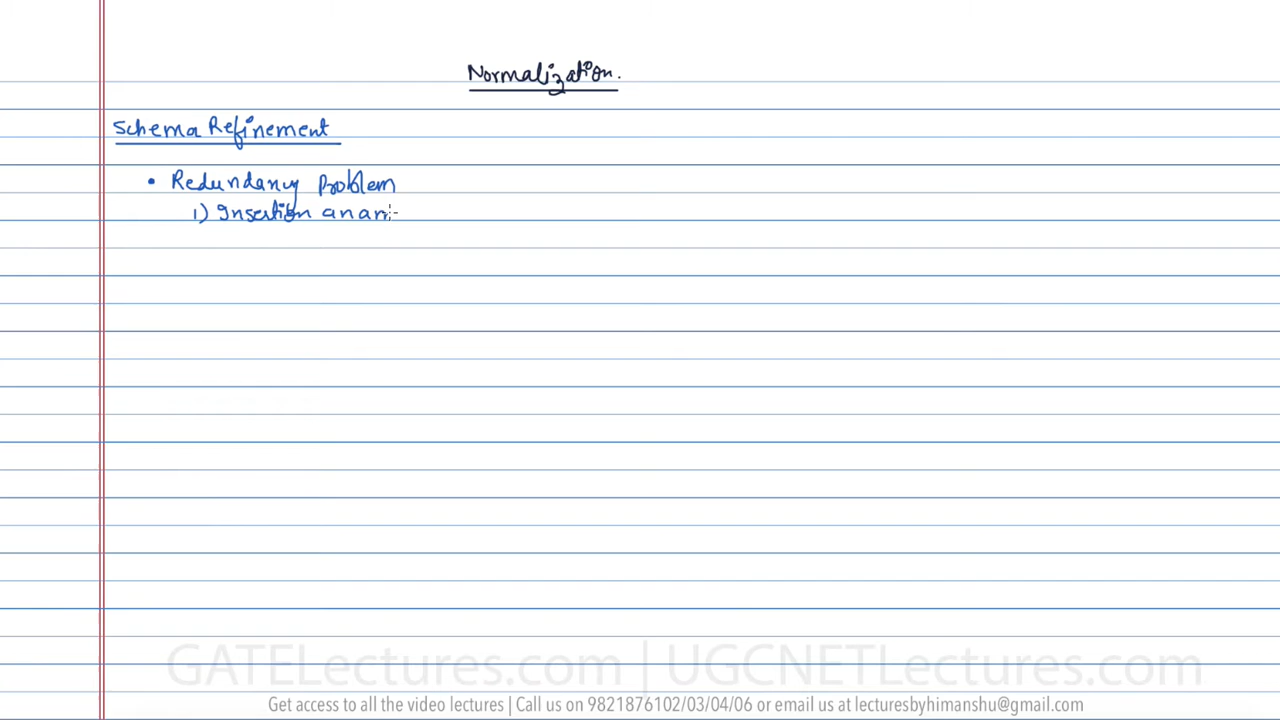 Normalization.
Schema Refinement
• Redundancy Problem
1) Insertion anan
GATELectures.com | UGCNETLectures.com
Get access to all the video lectures | Call us on 9821876102/03/04/06 or email us at lecturesbyhimanshu@gmail.com